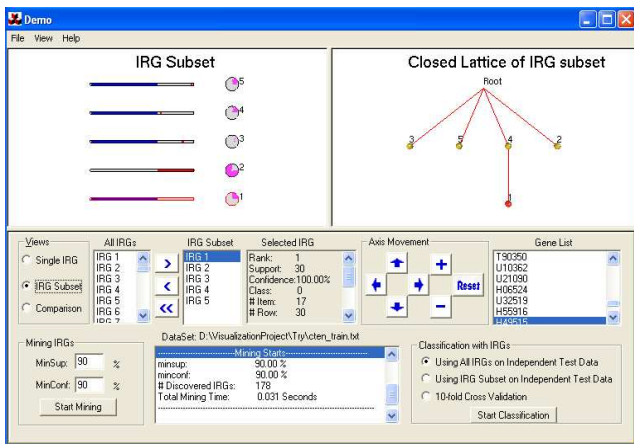 Demo
File View Help
IRG Subset
5
4
3
2
1
Closed Lattice of IRG subset
Root
3 5 4 2
1
Views
Single IRG
IRG Subset
Comparison
All IRGs
IRG 1
IRG 2
IRG 3
IRG 4
IRG 5
IRG 6
IRG 7
>
<
<<
IRG Subset
IRG 1
IRG 2
IRG 3
IRG 4
IRG 5
Selected IRG
Rank: 1
Support: 30
Confidence:100.00%
Class: 0
# Item: 17
# Row: 30
Axis Movement
+
Reset
−
Gene List
T90350
U10362
U21090
H06524
U32519
H55916
H49515
Mining IRGs
MinSup: 90 %
MinConf: 90 %
Start Mining
DataSet: D:\VisualizationProject\Try\cten_train.txt
---Mining Starts---
minsup: 90.00 %
minconf: 90.00 %
# Discovered IRGs: 178
Total Mining Time: 0.031 Seconds
Classification with IRGs
Using All IRGs on Independent Test Data
Using IRG Subset on Independent Test Data
10-fold Cross Validation
Start Classification